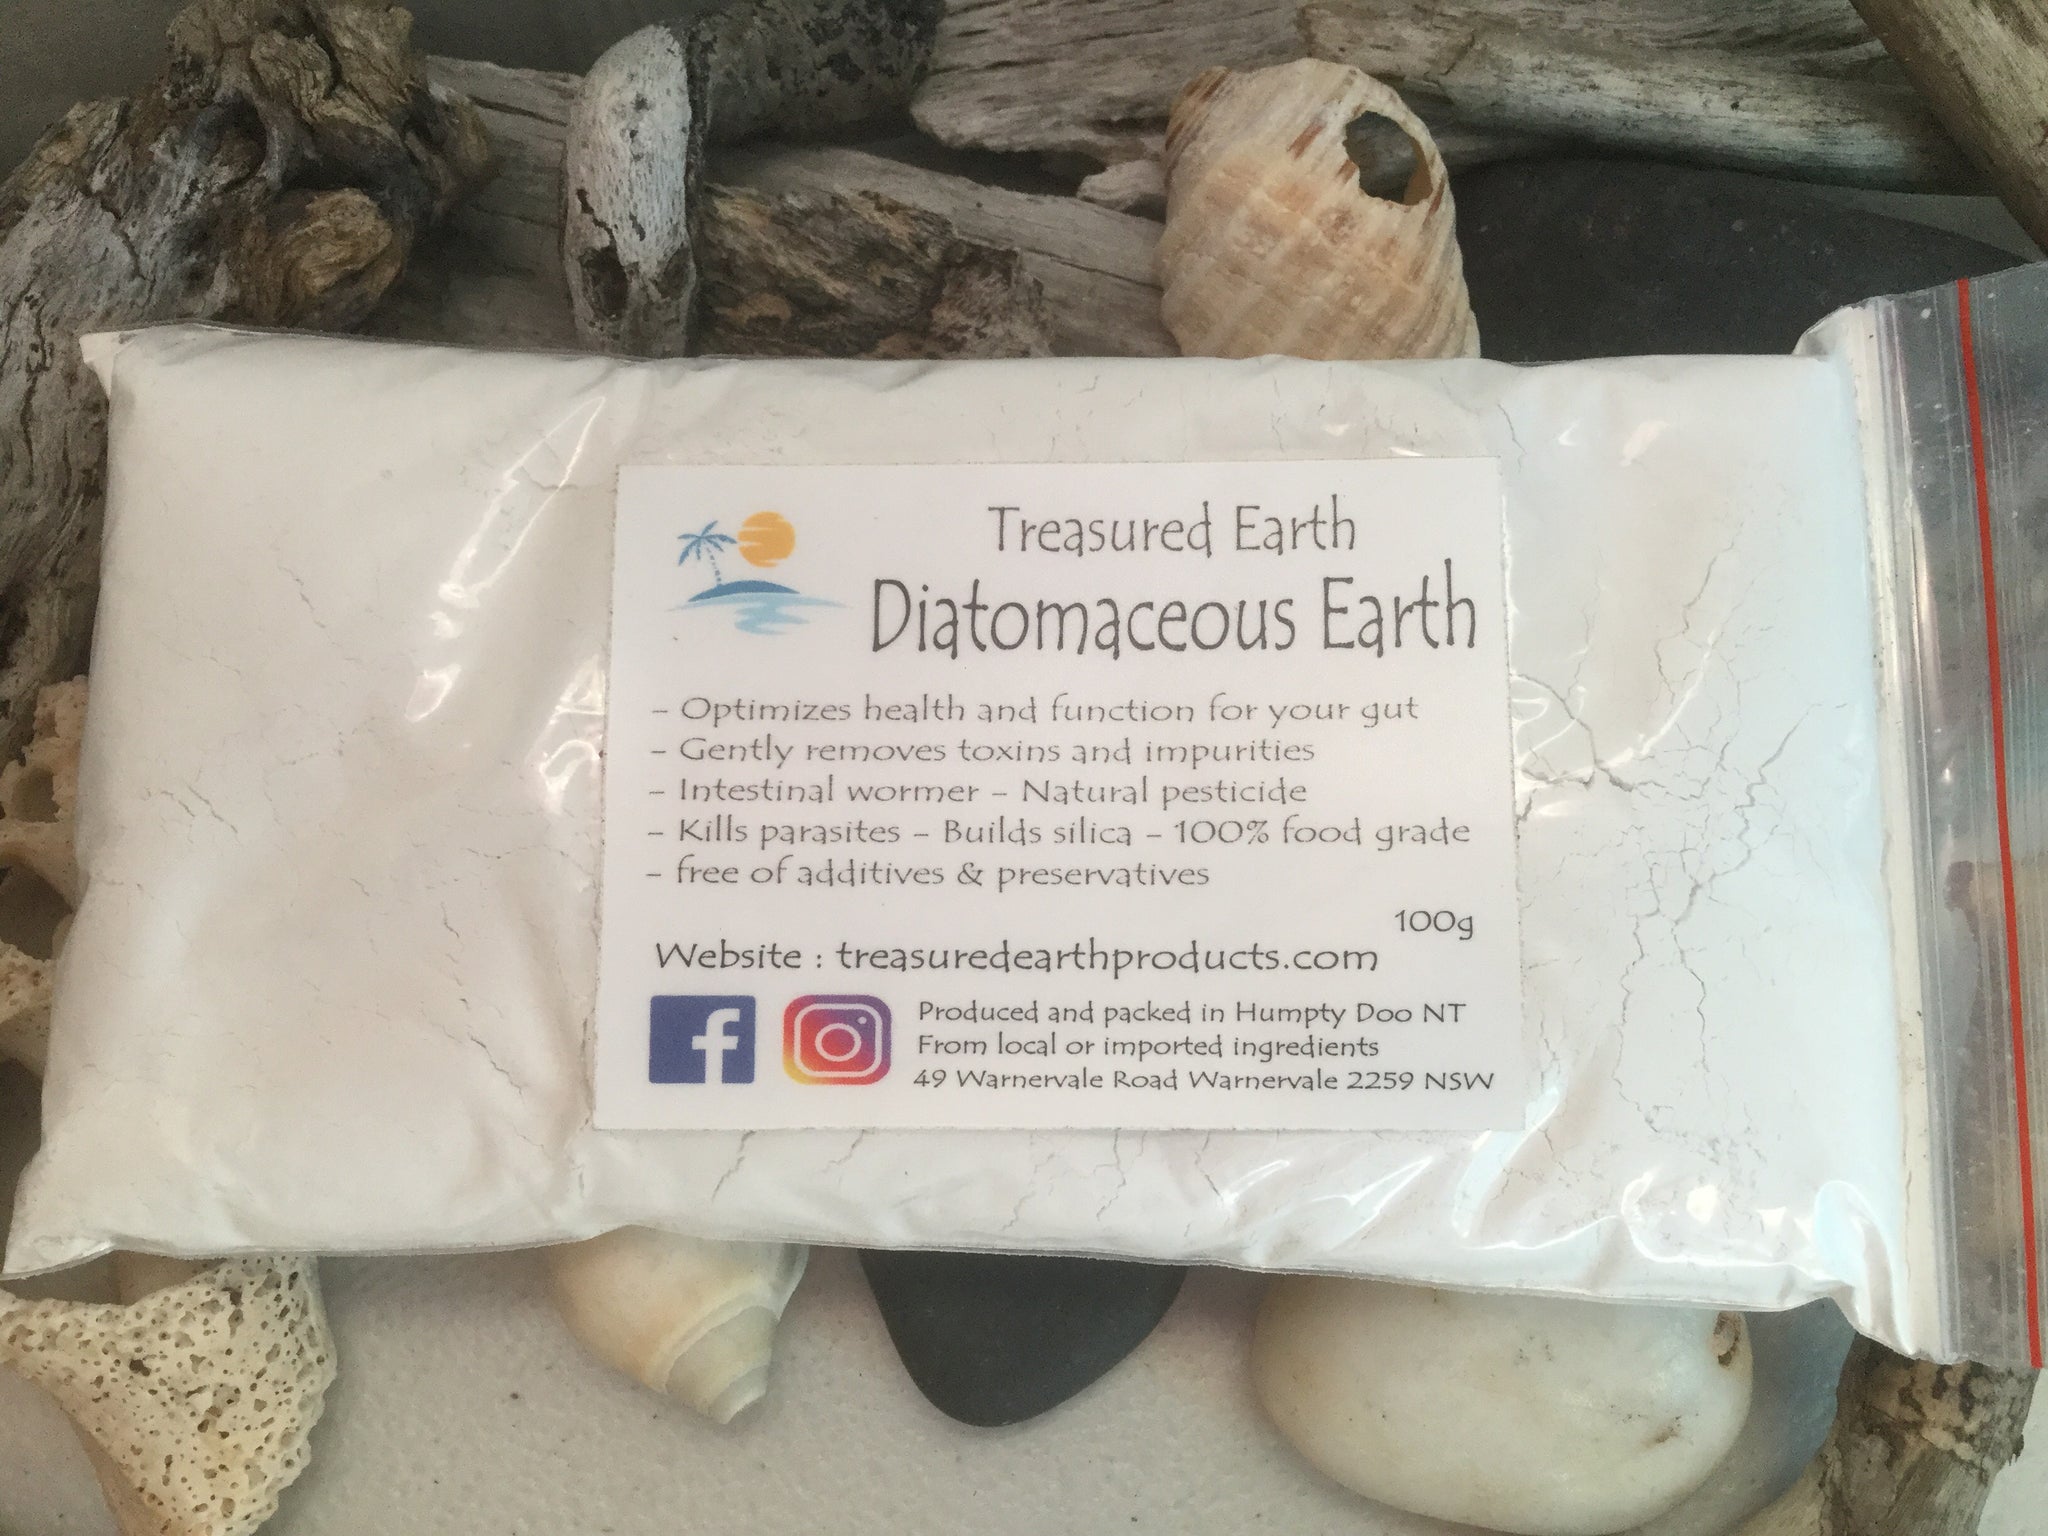 Treasured Earth
Diatomaceous Earth
- Optimizes health and function for your gut
- Gently removes toxins and impurities
- Intestinal wormer - Natural pesticide
- Kills parasites - Builds silica - 100% food grade
- free of additives & preservatives
100g
Website : treasuredearthproducts.com
f
Produced and packed in Humpty Doo NT
From local or imported ingredients
49 Warnervale Road Warnervale 2259 NSW